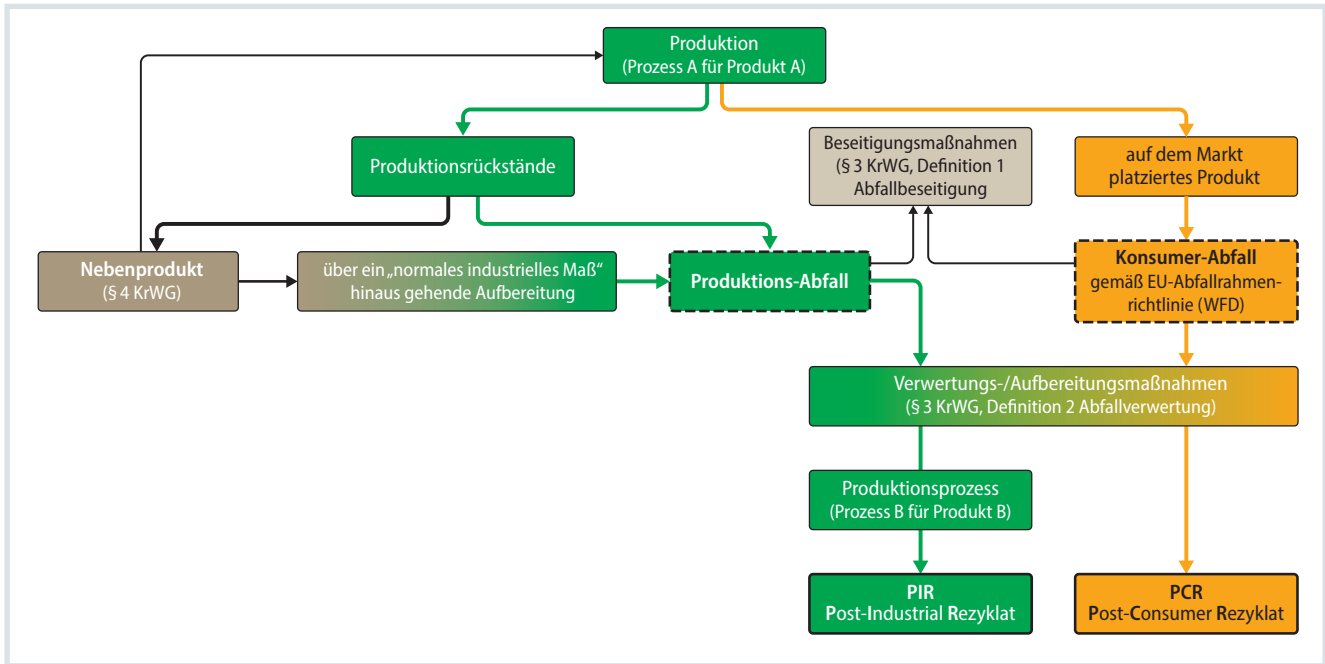 Produktion
(Prozess A für Produkt A)
Produktionsrückstände
Beseitigungsmaßnahmen
(§ 3 KrWG, Definition 1
Abfallbeseitigung
auf dem Markt
platziertes Produkt
Nebenprodukt
(§ 4 KrWG)
über ein „normales industrielles Maß“
hinaus gehende Aufbereitung
Produktions-Abfall
Konsumer-Abfall
gemäß EU-Abfallrahmen-
richtlinie (WFD)
Verwertungs-/Aufbereitungsmaßnahmen
(§ 3 KrWG, Definition 2 Abfallverwertung)
Produktionsprozess
(Prozess B für Produkt B)
PIR
Post-Industrial Rezyklat
PCR
Post-Consumer Rezyklat